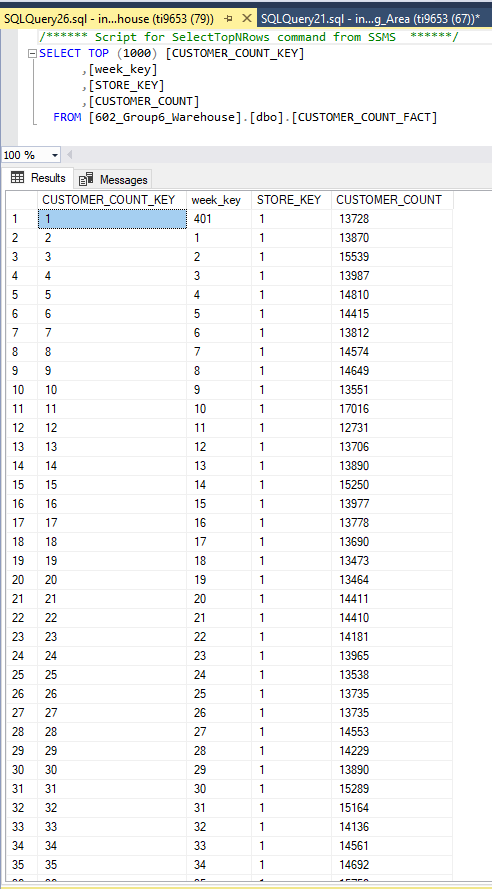 SQLQuery26.sql - in...house (ti9653 (79)) SQLQuery21.sql - in...g_Area (ti9653 (67))*
/****** Script for SelectTopNRows command from SSMS ******/
SELECT TOP (1000) [CUSTOMER_COUNT_KEY]
,[week_key]
,[STORE_KEY]
,[CUSTOMER_COUNT]
FROM [602_Group6_Warehouse].[dbo].[CUSTOMER_COUNT_FACT]
100 %
Results Messages
CUSTOMER_COUNT_KEY week_key STORE_KEY CUSTOMER_COUNT
1 1 401 1 13728
2 2 1 1 13870
3 3 2 1 15539
4 4 3 1 13987
5 5 4 1 14810
6 6 5 1 14415
7 7 6 1 13812
8 8 7 1 14574
9 9 8 1 14649
10 10 9 1 13551
11 11 10 1 17016
12 12 11 1 12731
13 13 12 1 13706
14 14 13 1 13890
15 15 14 1 15250
16 16 15 1 13977
17 17 16 1 13778
18 18 17 1 13690
19 19 18 1 13473
20 20 19 1 13464
21 21 20 1 14411
22 22 21 1 14410
23 23 22 1 14181
24 24 23 1 13965
25 25 24 1 13538
26 26 25 1 13735
27 27 26 1 13735
28 28 27 1 14553
29 29 28 1 14229
30 30 29 1 13890
31 31 30 1 15289
32 32 31 1 15164
33 33 32 1 14136
34 34 33 1 14561
35 35 34 1 14692